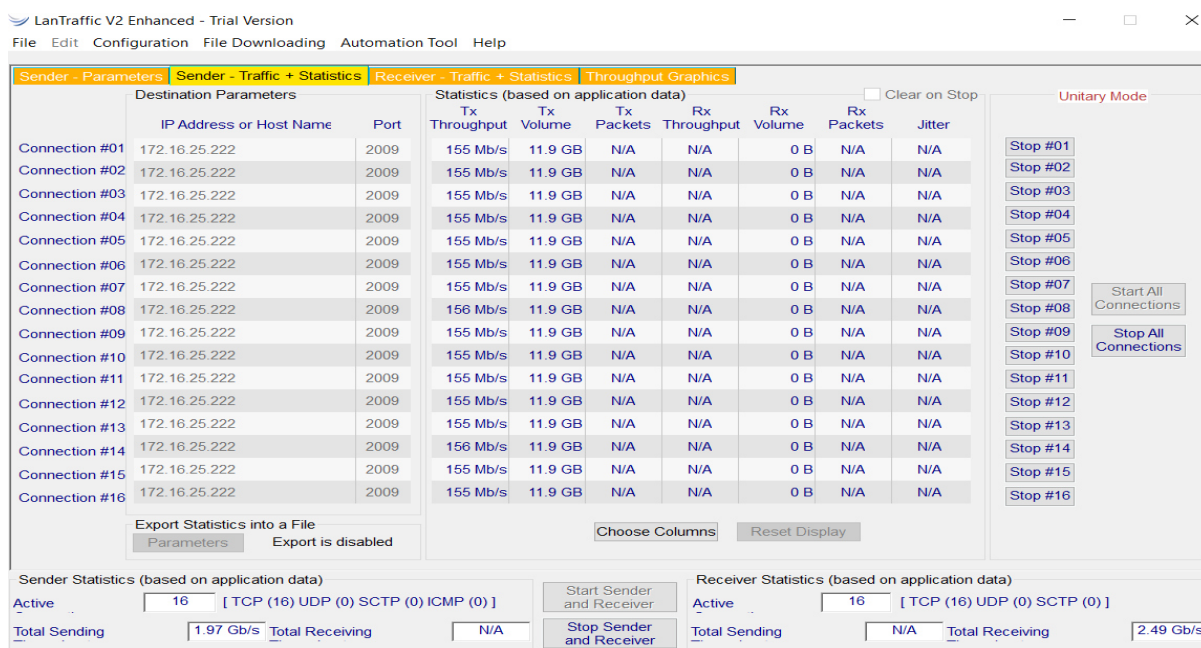 LanTraffic V2 Enhanced - Trial Version
File Edit Configuration File Downloading Automation Tool Help
Sender - Parameters Sender - Traffic + Statistics Receiver - Traffic + Statistics Throughput Graphics
Destination Parameters Statistics (based on application data) Clear on Stop Unitary Mode
IP Address or Host Name Port Tx Throughput Tx Volume Tx Packets Rx Throughput Rx Volume Rx Packets Jitter
Connection #01 172.16.25.222 2009 155 Mb/s 11.9 GB N/A N/A 0 B N/A N/A Stop #01
Connection #02 172.16.25.222 2009 155 Mb/s 11.9 GB N/A N/A 0 B N/A N/A Stop #02
Connection #03 172.16.25.222 2009 155 Mb/s 11.9 GB N/A N/A 0 B N/A N/A Stop #03
Connection #04 172.16.25.222 2009 155 Mb/s 11.9 GB N/A N/A 0 B N/A N/A Stop #04
Connection #05 172.16.25.222 2009 155 Mb/s 11.9 GB N/A N/A 0 B N/A N/A Stop #05
Connection #06 172.16.25.222 2009 155 Mb/s 11.9 GB N/A N/A 0 B N/A N/A Stop #06
Connection #07 172.16.25.222 2009 155 Mb/s 11.9 GB N/A N/A 0 B N/A N/A Stop #07
Connection #08 172.16.25.222 2009 156 Mb/s 11.9 GB N/A N/A 0 B N/A N/A Stop #08
Start All
Connections
Connection #09 172.16.25.222 2009 155 Mb/s 11.9 GB N/A N/A 0 B N/A N/A Stop #09
Stop All
Connections
Connection #10 172.16.25.222 2009 155 Mb/s 11.9 GB N/A N/A 0 B N/A N/A Stop #10
Connection #11 172.16.25.222 2009 155 Mb/s 11.9 GB N/A N/A 0 B N/A N/A Stop #11
Connection #12 172.16.25.222 2009 155 Mb/s 11.9 GB N/A N/A 0 B N/A N/A Stop #12
Connection #13 172.16.25.222 2009 155 Mb/s 11.9 GB N/A N/A 0 B N/A N/A Stop #13
Connection #14 172.16.25.222 2009 156 Mb/s 11.9 GB N/A N/A 0 B N/A N/A Stop #14
Connection #15 172.16.25.222 2009 155 Mb/s 11.9 GB N/A N/A 0 B N/A N/A Stop #15
Connection #16 172.16.25.222 2009 155 Mb/s 11.9 GB N/A N/A 0 B N/A N/A Stop #16
Export Statistics into a File
Parameters Export is disabled Choose Columns Reset Display
Sender Statistics (based on application data)
Active 16 [ TCP (16) UDP (0) SCTP (0) ICMP (0) ]
Total Sending 1.97 Gb/s Total Receiving N/A
Start Sender
and Receiver
Stop Sender
and Receiver
Receiver Statistics (based on application data)
Active 16 [ TCP (16) UDP (0) SCTP (0) ]
Total Sending N/A Total Receiving 2.49 Gb/s